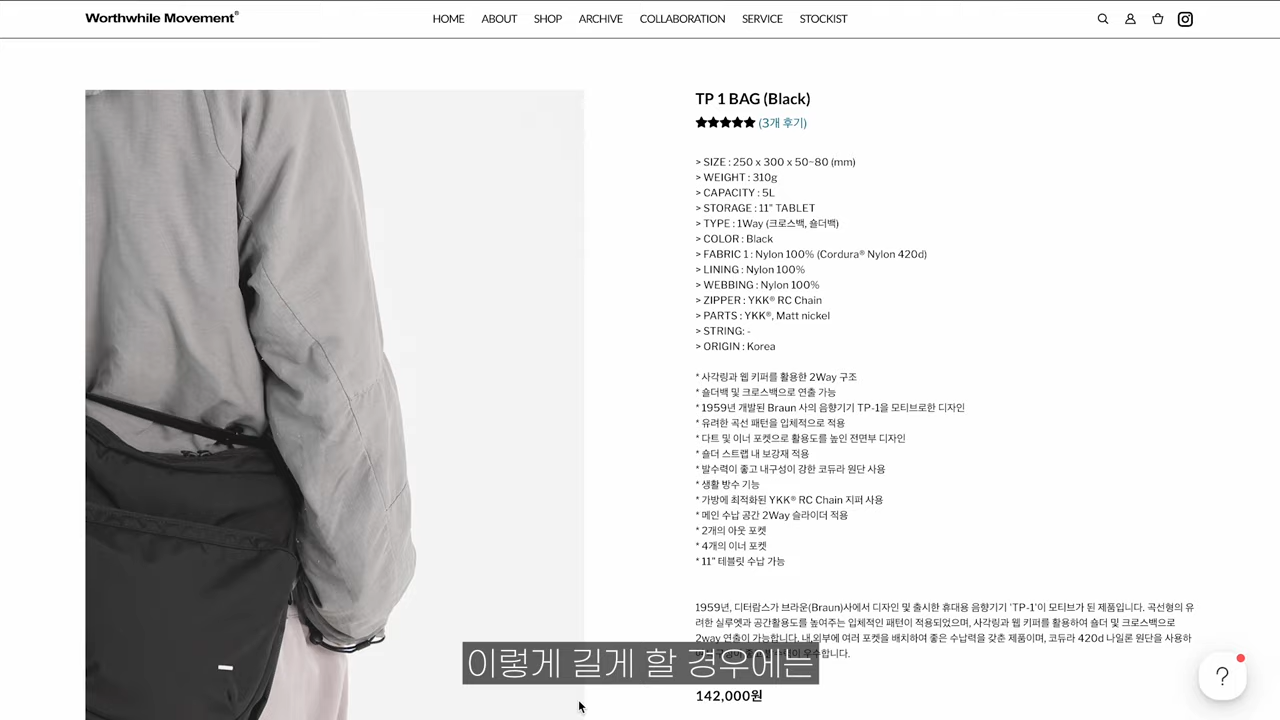 Worthwhile Movement®
HOME ABOUT SHOP ARCHIVE COLLABORATION SERVICE STOCKIST
TP 1 BAG (Black)
★★★★★ (3개 후기)
> SIZE : 250 x 300 x 50~80 (mm)
> WEIGHT : 310g
> CAPACITY : 5L
> STORAGE : 11" TABLET
> TYPE : 1Way (크로스백, 숄더백)
> COLOR : Black
> FABRIC 1 : Nylon 100% (Cordura® Nylon 420d)
> LINING : Nylon 100%
> WEBBING : Nylon 100%
> ZIPPER : YKK® RC Chain
> PARTS : YKK®, Matt nickel
> STRING: -
> ORIGIN : Korea
* 사각링과 웹 키퍼를 활용한 2Way 구조
* 숄더백 및 크로스백으로 연출 가능
* 1959년 개발된 Braun 사의 음향기기 TP-1을 모티브로한 디자인
* 유려한 곡선 패턴을 입체적으로 적용
* 다트 및 이너 포켓으로 활용도를 높인 전면부 디자인
* 숄더 스트랩 내 보강재 적용
* 발수력이 좋고 내구성이 강한 코듀라 원단 사용
* 생활 방수 기능
* 가방에 최적화된 YKK® RC Chain 지퍼 사용
* 메인 수납 공간 2Way 슬라이더 적용
* 2개의 아웃 포켓
* 4개의 이너 포켓
* 11" 테블릿 수납 가능
1959년, 디터람스가 브라운(Braun)사에서 디자인 및 출시한 휴대용 음향기기 'TP-1'이 모티브가 된 제품입니다. 곡선형의 유
려한 실루엣과 공간활용도를 높여주는 입체적인 패턴이 적용되었으며, 사각링과 웹 키퍼를 활용하여 숄더 및 크로스백으로
2way 연출이 가능합니다. 내,외부에 여러 포켓을 배치하여 좋은 수납력을 갖춘 제품이며, 코듀라 420d 나일론 원단을 사용하
이렇게 길게 할 경우에는
142,000원
?